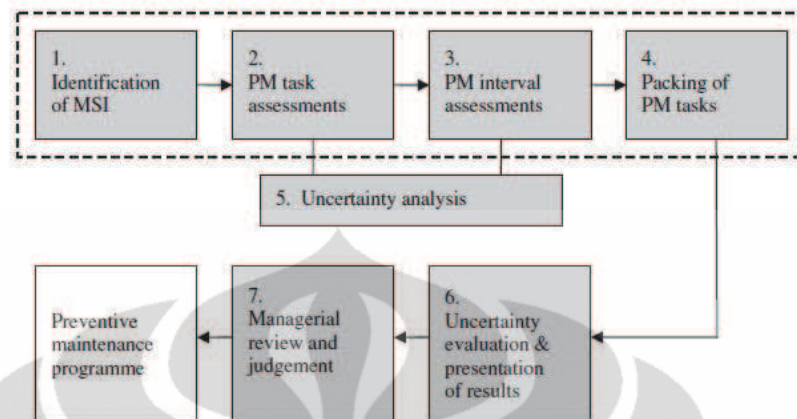 1.
Identification
of MSI
2.
PM task
assessments
3.
PM interval
assessments
4.
Packing of
PM tasks
5. Uncertainty analysis
Preventive
maintenance
programme
7.
Managerial
review and
judgement
6.
Uncertainty
evaluation &
presentation
of results